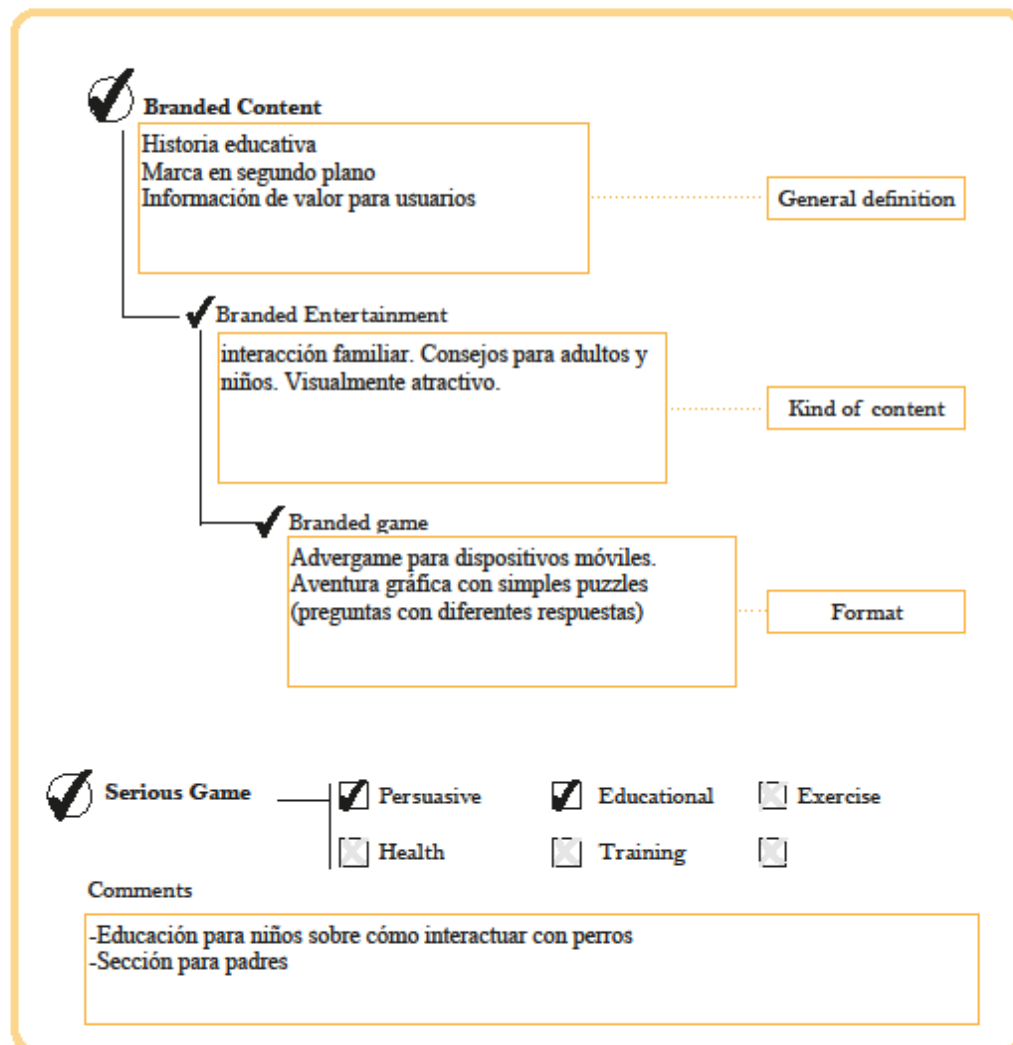 Branded Content
Historia educativa
Marca en segundo plano
Información de valor para usuarios
General definition
Branded Entertainment
interacción familiar. Consejos para adultos y
niños. Visualmente atractivo.
Kind of content
Branded game
Advergame para dispositivos móviles.
Aventura gráfica con simples puzzles
(preguntas con diferentes respuestas)
Format
Serious Game
Persuasive
Educational
Exercise
Health
Training
Comments
-Educación para niños sobre cómo interactuar con perros
-Sección para padres